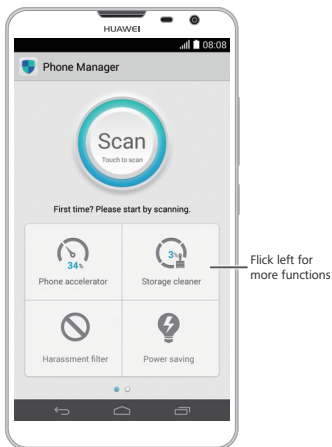 HUAWEI
08:08
Phone Manager
Scan
Touch to scan
First time? Please start by scanning.
34%
3%
Phone accelerator
Storage cleaner
Harassment filter
Power saving
Flick left for
more functions